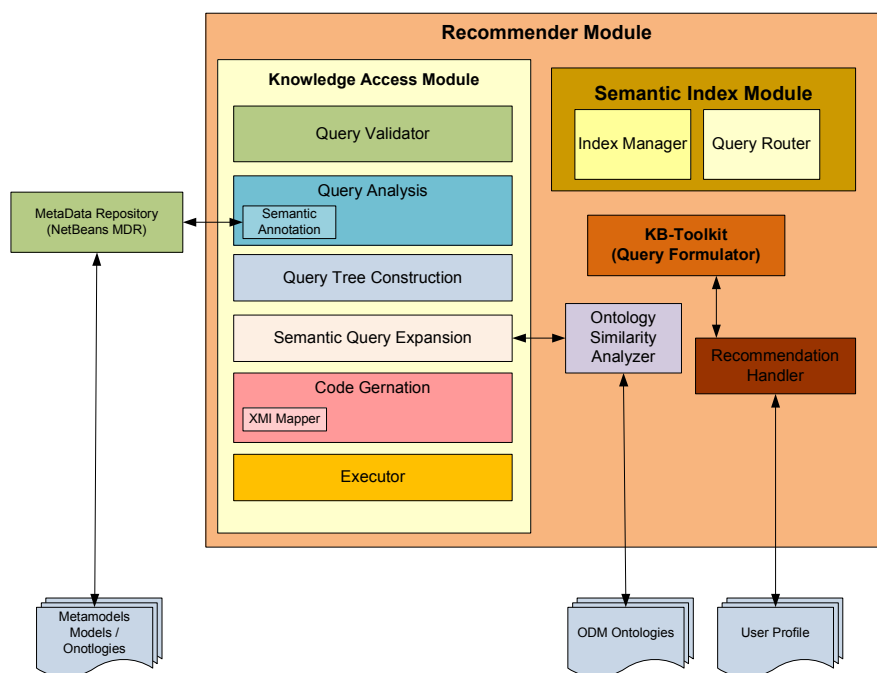 Recommender Module
Knowledge Access Module
Query Validator
Query Analysis
Semantic
Annotation
Query Tree Construction
Semantic Query Expansion
Code Gernation
XMI Mapper
Executor
Semantic Index Module
Index Manager
Query Router
MetaData Repository
(NetBeans MDR)
KB-Toolkit
(Query Formulator)
Ontology
Similarity
Analyzer
Recommendation
Handler
Metamodels
Models /
Onotlogies
ODM Ontologies
User Profile